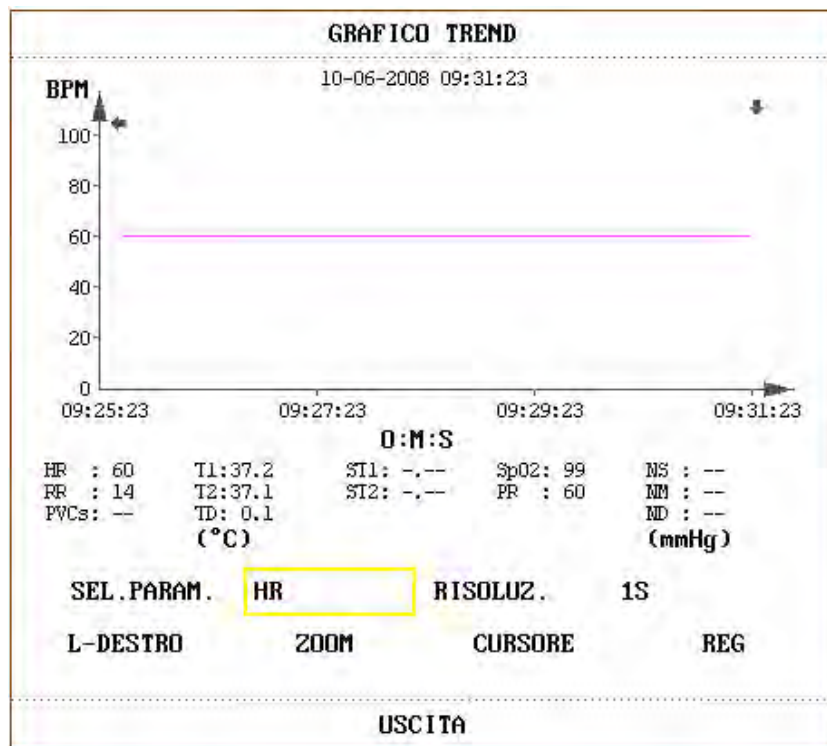 GRAFICO TREND
10-06-2008 09:31:23
BPM
100
80
60
40
20
0
09:25:23 09:27:23 09:29:23 09:31:23
O:M:S
HR : 60 T1:37.2 ST1: -.-- SpO2: 99 NS : --
RR : 14 T2:37.1 ST2: -.-- PR : 60 NM : --
PVCs: -- TD: 0.1 ND : --
(°C) (mmHg)
SEL.PARAM. HR RISOLUZ. 1S
L-DESTRO ZOOM CURSORE REG
USCITA